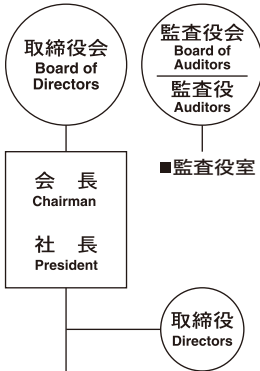 取締役会
Board of
Directors
監査役会
Board of
Auditors
監査役
Auditors
■監査役室
会 長
Chairman
社 長
President
取締役
Directors